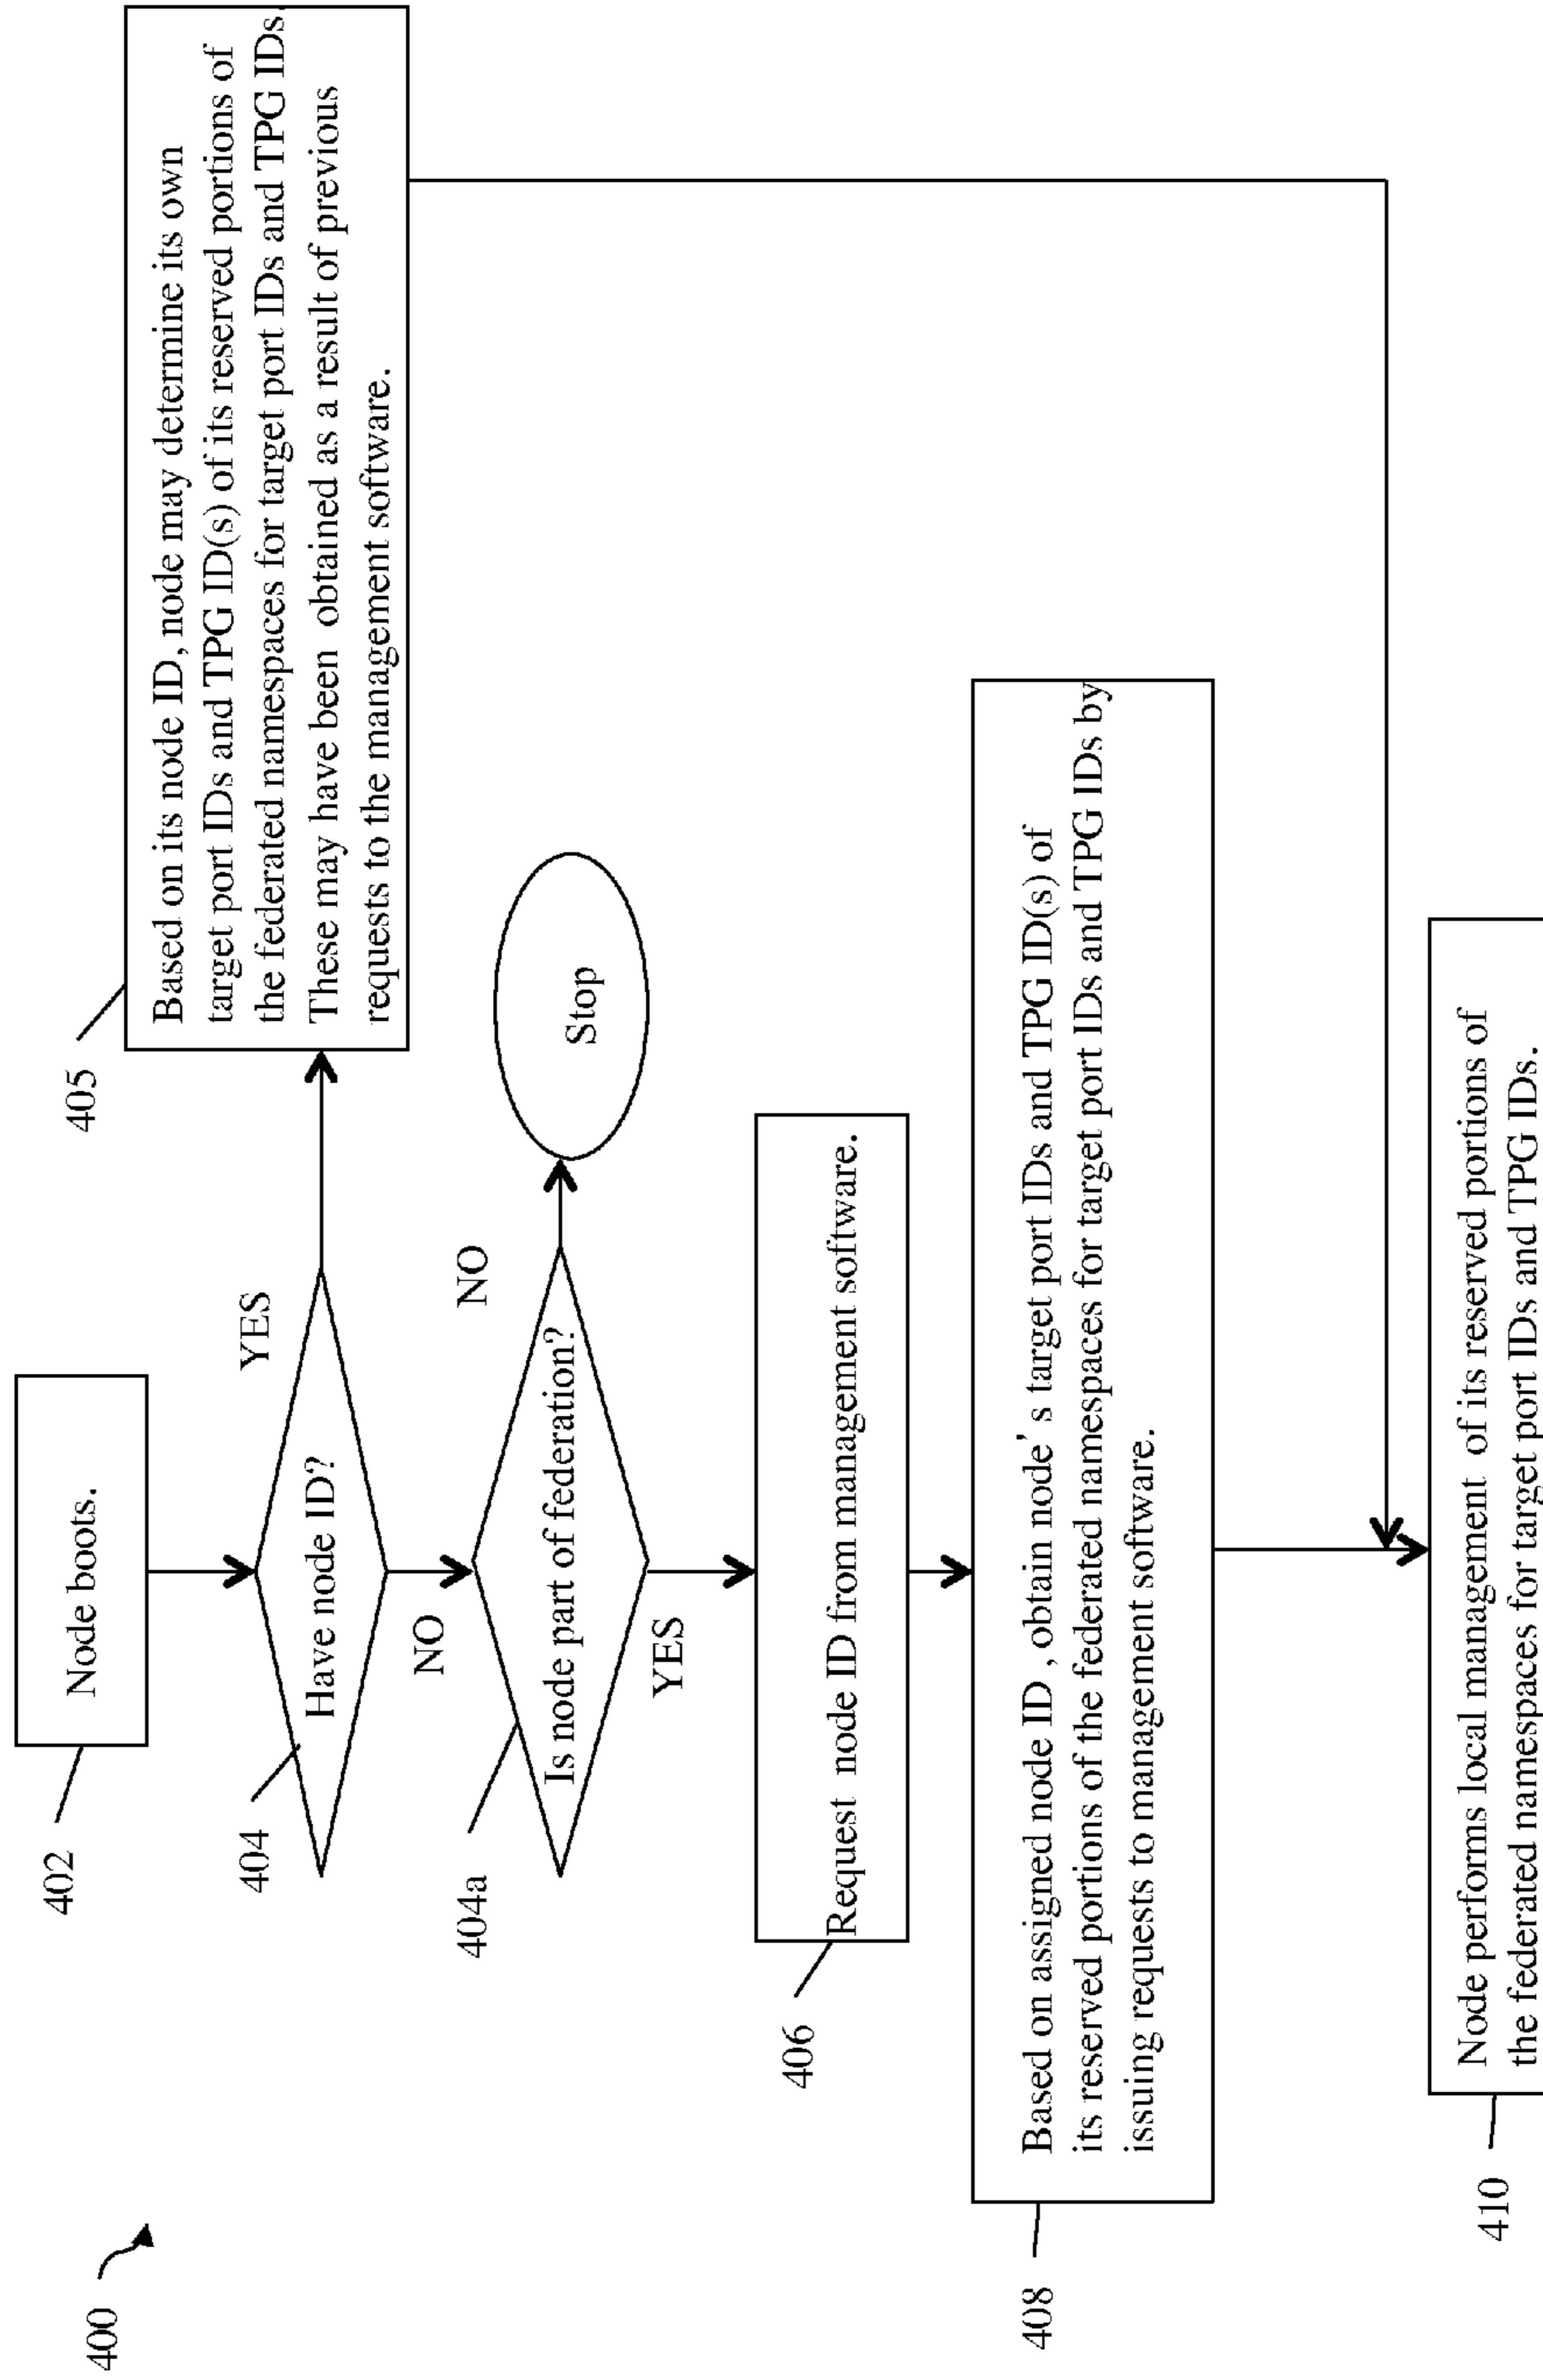 400
402
Node boots.
404
Have node ID?
YES
405
Based on its node ID, node may determine its own
target port IDs and TPG ID(s) of its reserved portions of
the federated namespaces for target port IDs and TPG IDs.
These may have been obtained as a result of previous
requests to the management software.
NO
404a
Is node part of federation?
NO
Stop
YES
406
Request node ID from management software.
408
Based on assigned node ID , obtain node' s target port IDs and TPG ID(s) of
its reserved portions of the federated namespaces for target port IDs and TPG IDs by
issuing requests to management software.
410
Node performs local management of its reserved portions of
the federated namespaces for target port IDs and TPG IDs.